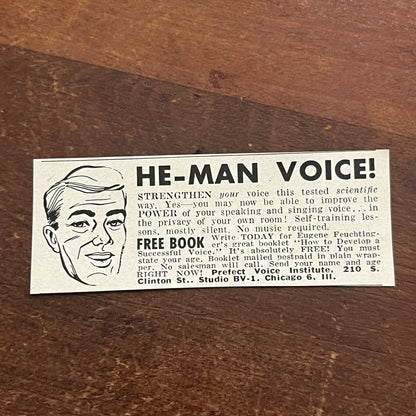 HE-MAN VOICE!
STRENGTHEN your voice this tested scientific
way. Yes—you may now be able to improve the
POWER of your speaking and singing voice...in
the privacy of your own room! Self-training les-
sons, mostly silent. No music required.
FREE BOOK Write TODAY for Eugene Feuchting-
er's great booklet "How to Develop a
Successful Voice." It's absolutely FREE! You must
state your age. Booklet mailed postpaid in plain wrap-
per. No salesman will call. Send your name and age
RIGHT NOW! Prefect Voice Institute, 210 S.
Clinton St., Studio BV-1, Chicago 6, Ill.